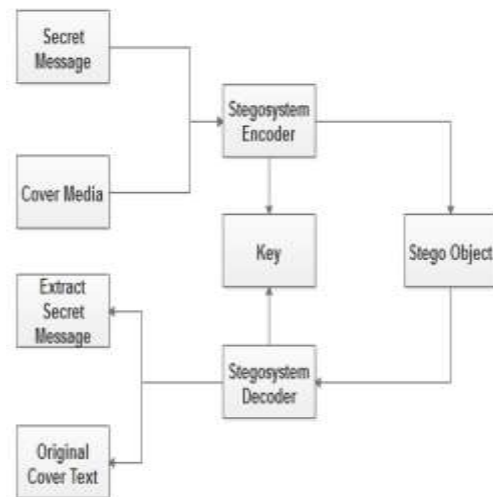 Secret
Message
Stegosystem
Encoder
Cover Media
Key
Stego Object
Extract
Secret
Message
Stegosystem
Decoder
Original
Cover Text